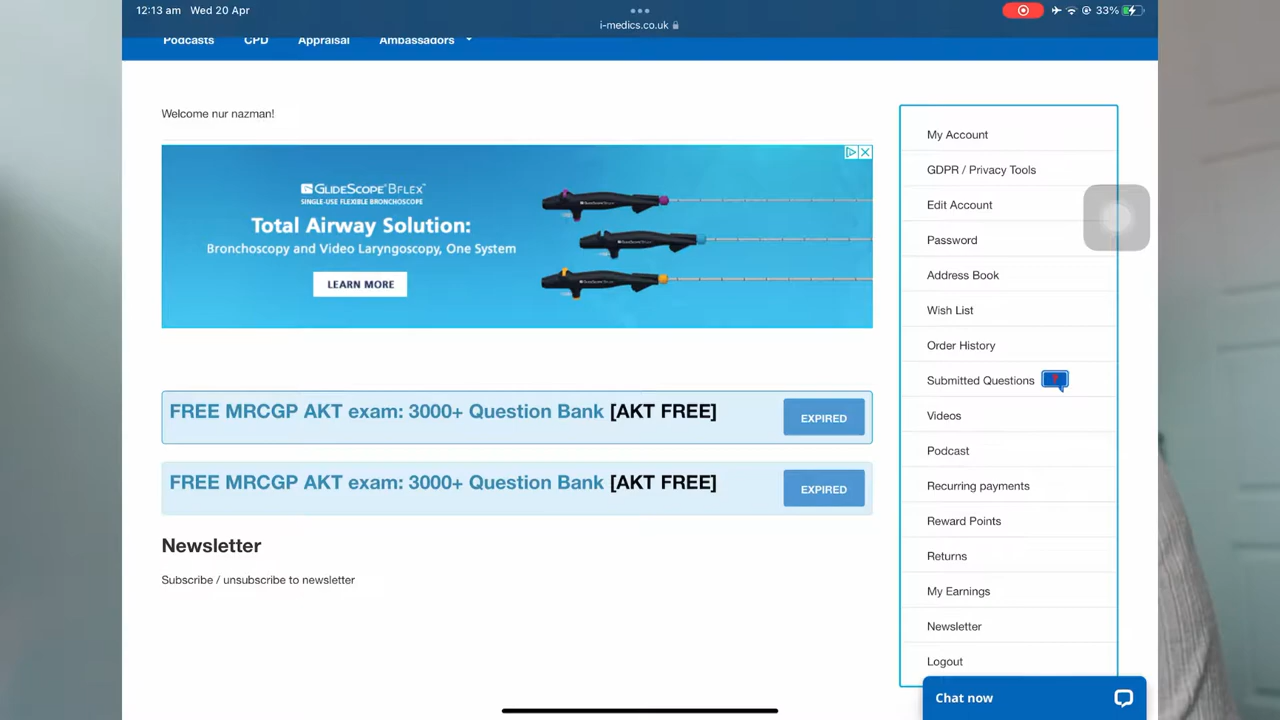 12:13 am Wed 20 Apr
i-medics.co.uk
33%
Podcasts CPD Appraisal Ambassadors
Welcome nur nazman!
GLIDESCOPE BFLEX™
SINGLE-USE FLEXIBLE BRONCHOSCOPE
Total Airway Solution:
Bronchoscopy and Video Laryngoscopy, One System
LEARN MORE
FREE MRCGP AKT exam: 3000+ Question Bank [AKT FREE]
EXPIRED
FREE MRCGP AKT exam: 3000+ Question Bank [AKT FREE]
EXPIRED
Newsletter
Subscribe / unsubscribe to newsletter
My Account
GDPR / Privacy Tools
Edit Account
Password
Address Book
Wish List
Order History
Submitted Questions
Videos
Podcast
Recurring payments
Reward Points
Returns
My Earnings
Newsletter
Logout
Chat now